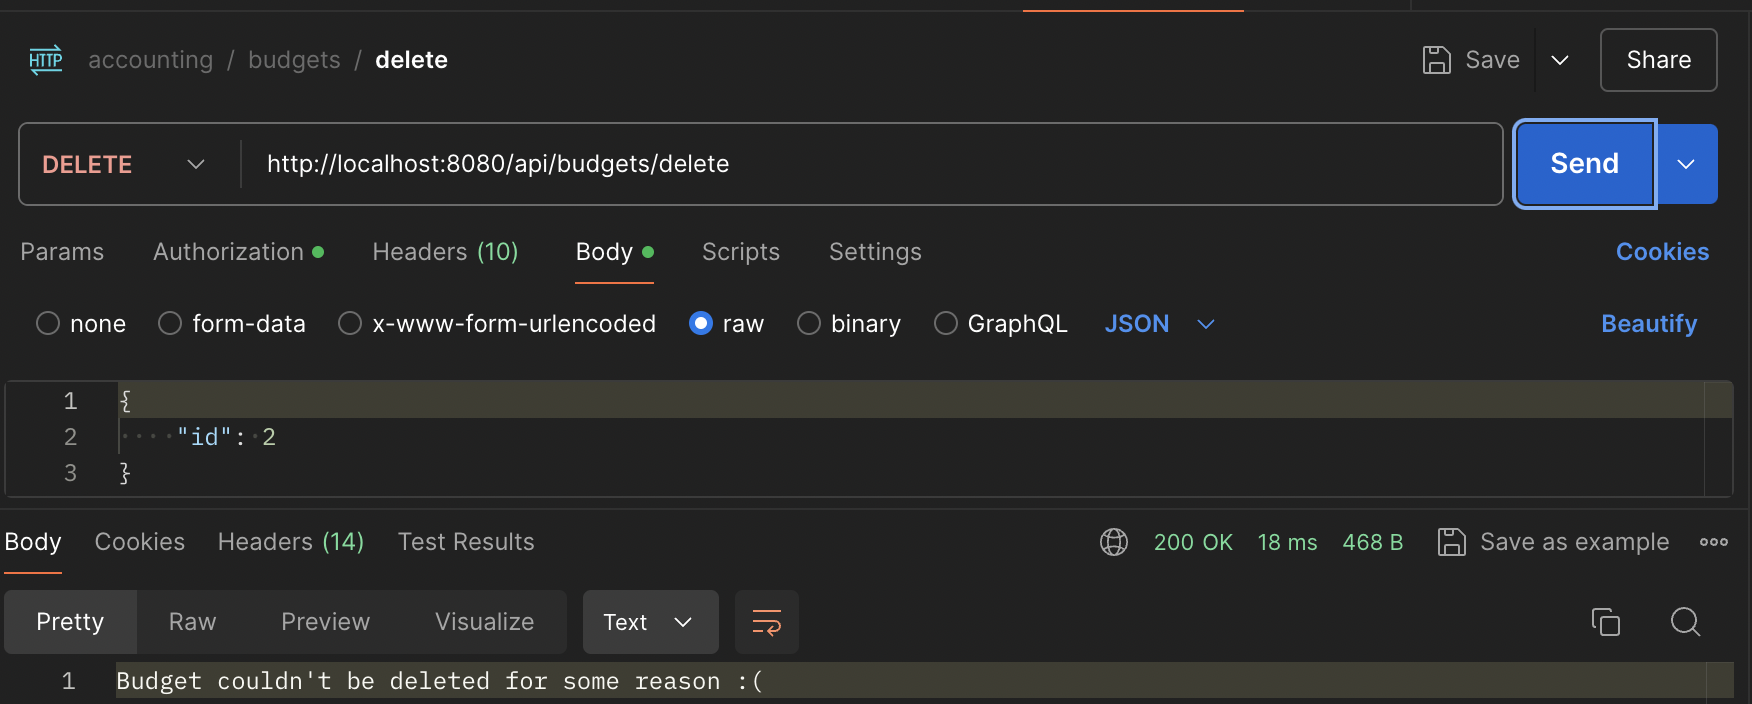 HTTP accounting / budgets / delete Save Share
DELETE http://localhost:8080/api/budgets/delete Send
Params Authorization Headers (10) Body Scripts Settings Cookies
none form-data x-www-form-urlencoded raw binary GraphQL JSON Beautify
1 {
2 ····"id":·2
3 }
Body Cookies Headers (14) Test Results 200 OK 18 ms 468 B Save as example
Pretty Raw Preview Visualize Text
1 Budget couldn't be deleted for some reason :(